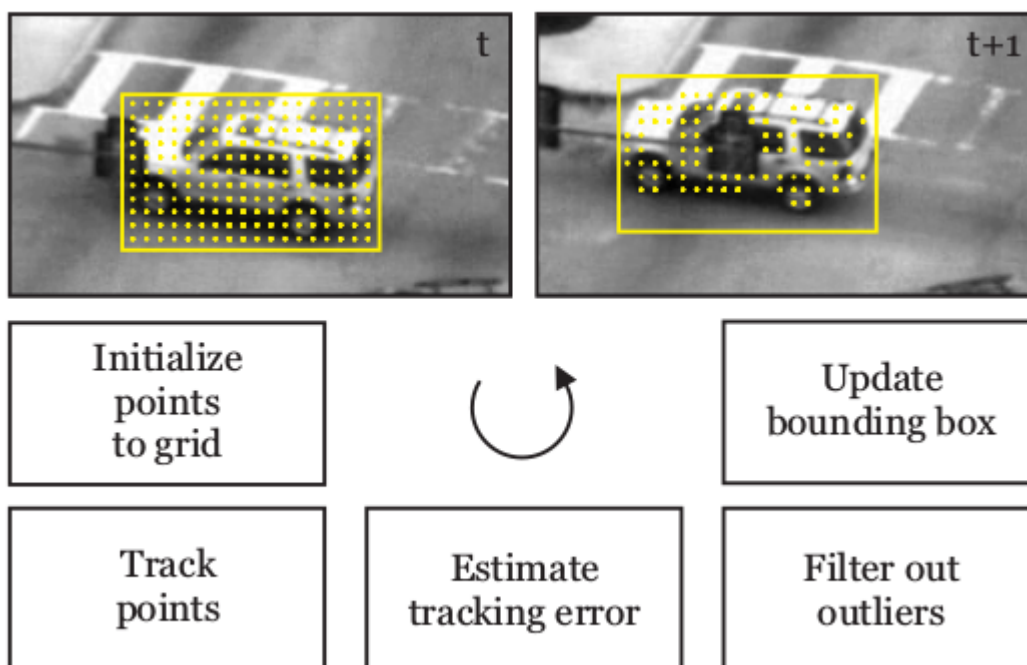 t
t+1
Initialize
points
to grid
Update
bounding box
Track
points
Estimate
tracking error
Filter out
outliers